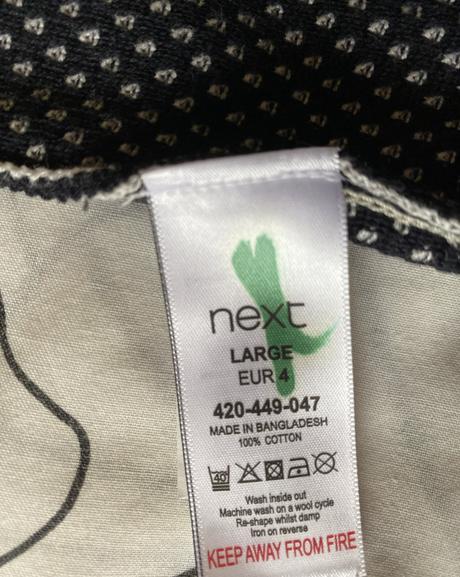 next
LARGE
EUR 4
420-449-047
MADE IN BANGLADESH
100% COTTON
40°
Wash inside out
Machine wash on a wool cycle
Re-shape whilst damp
Iron on reverse
KEEP AWAY FROM FIRE